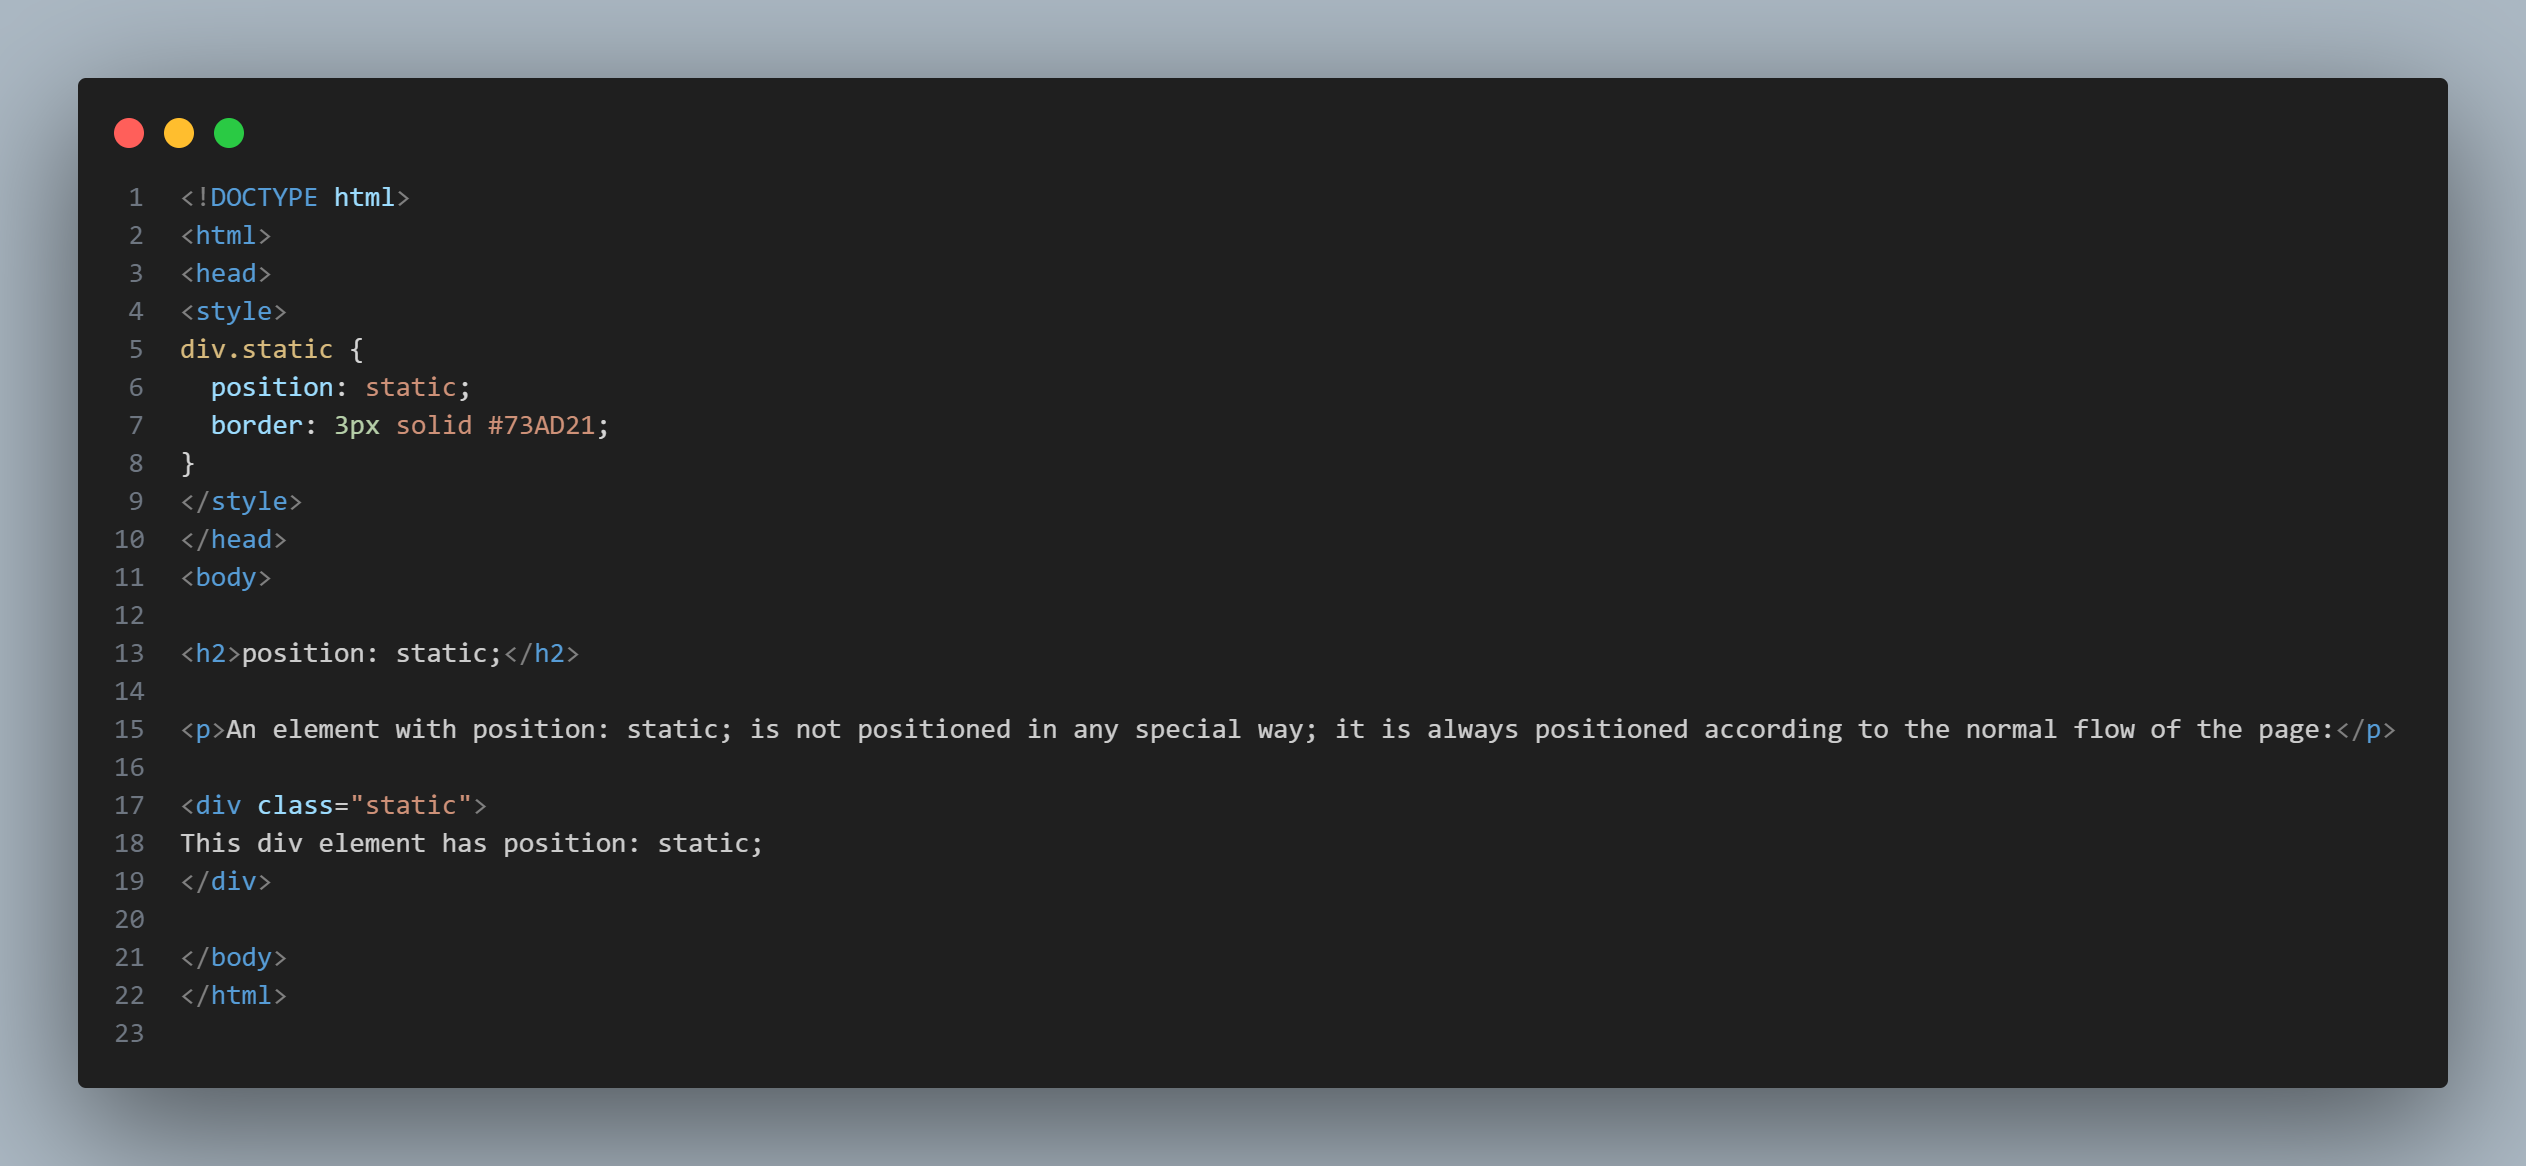 1 <!DOCTYPE html>
2 <html>
3 <head>
4 <style>
5 div.static {
6   position: static;
7   border: 3px solid #73AD21;
8 }
9 </style>
10 </head>
11 <body>
12
13 <h2>position: static;</h2>
14
15 <p>An element with position: static; is not positioned in any special way; it is always positioned according to the normal flow of the page:</p>
16
17 <div class="static">
18 This div element has position: static;
19 </div>
20
21 </body>
22 </html>
23